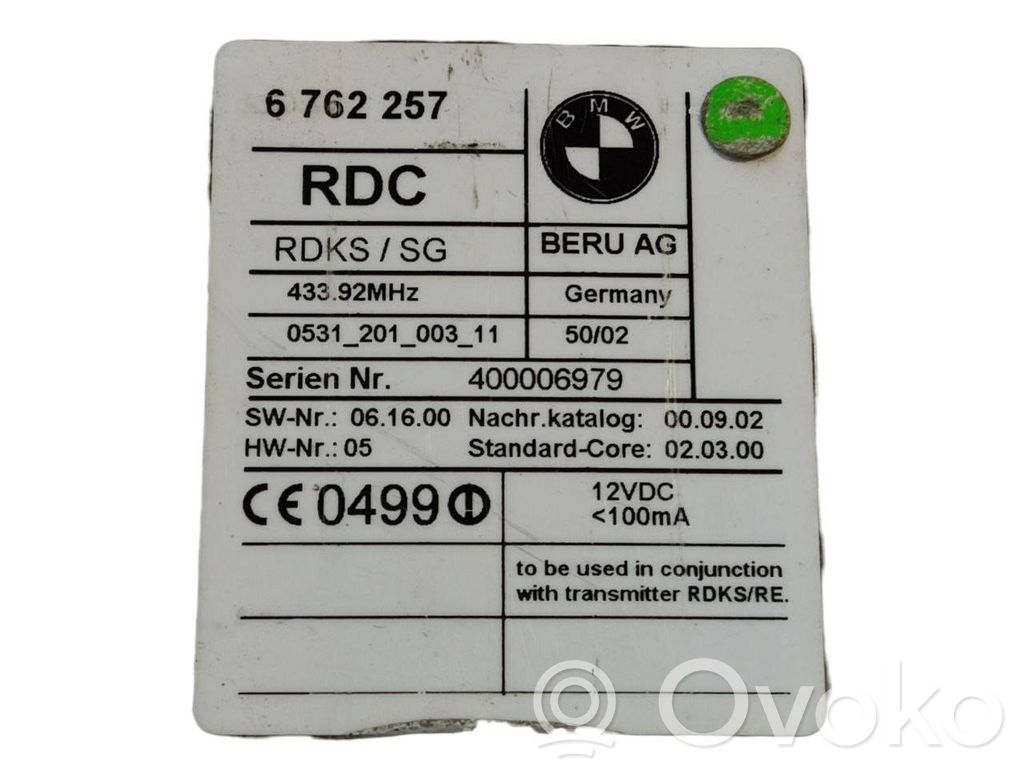 6 762 257
BMW
RDC
RDKS / SG
BERU AG
433.92MHz
Germany
0531_201_003_11
50/02
Serien Nr. 400006979
SW-Nr.: 06.16.00 Nachr.katalog: 00.09.02
HW-Nr.: 05 Standard-Core: 02.03.00
CE 0499
12VDC
<100mA
to be used in conjunction
with transmitter RDKS/RE.
Ovoko